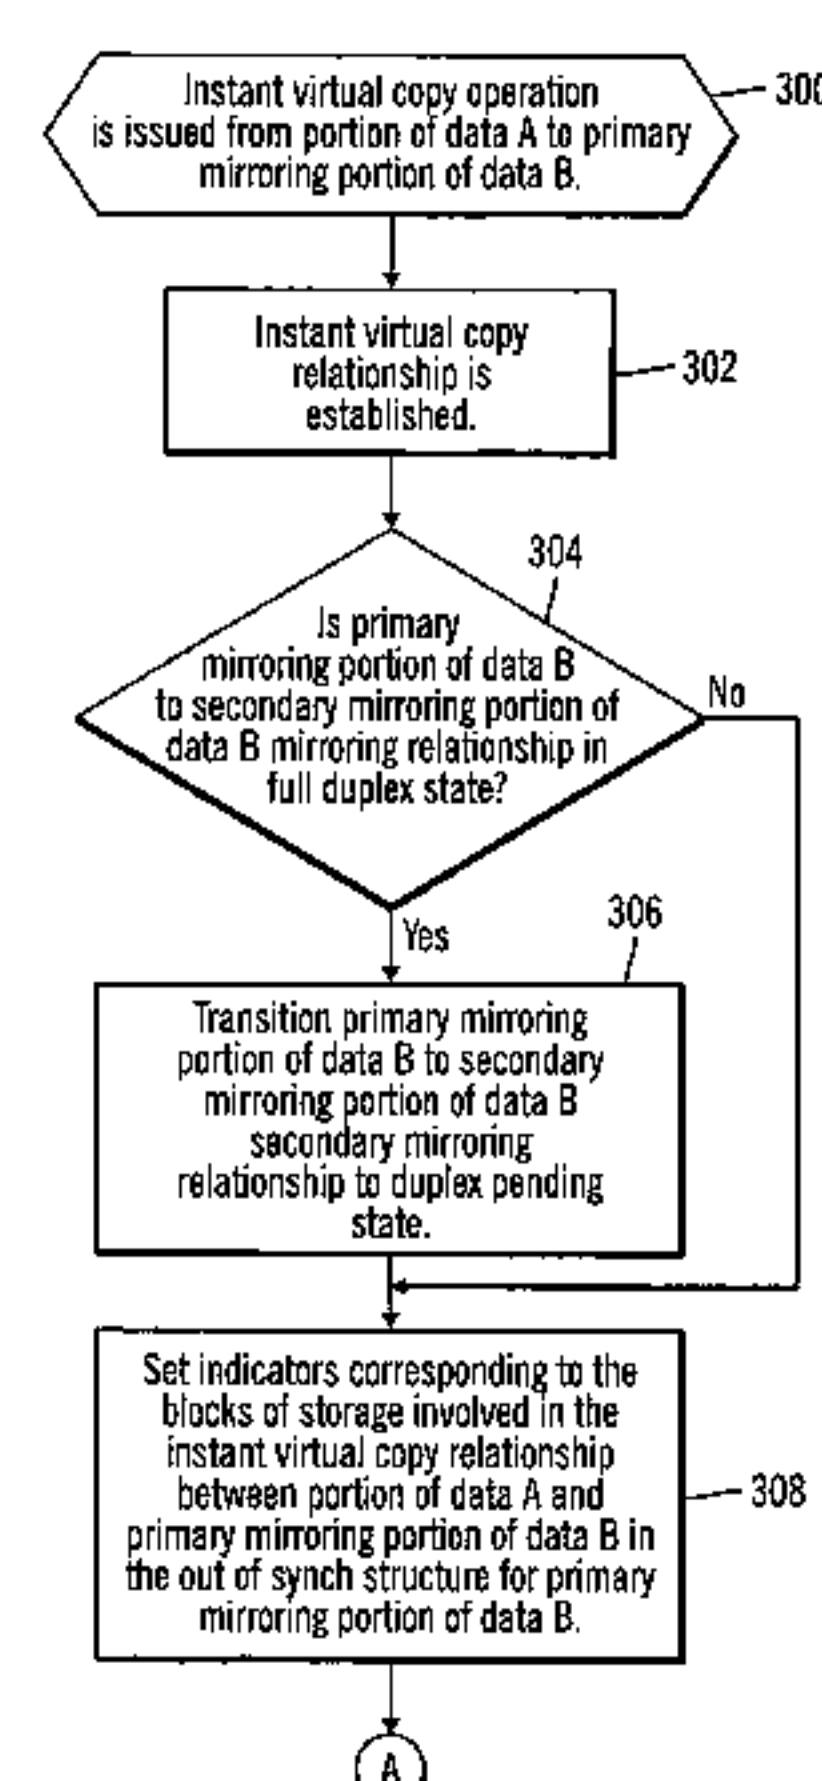 Instant virtual copy operation
is issued from portion of data A to primary
mirroring portion of data B.
300
Instant virtual copy
relationship is
established.
302
304
Is primary
mirroring portion of data B
to secondary mirroring portion of
data B mirroring relationship in
full duplex state?
No
Yes
306
Transition primary mirroring
portion of data B to secondary
mirroring portion of data B
secondary mirroring
relationship to duplex pending
state.
Set indicators corresponding to the
blocks of storage involved in the
instant virtual copy relationship
between portion of data A and
primary mirroring portion of data B in
the out of synch structure for primary
mirroring portion of data B.
308
A